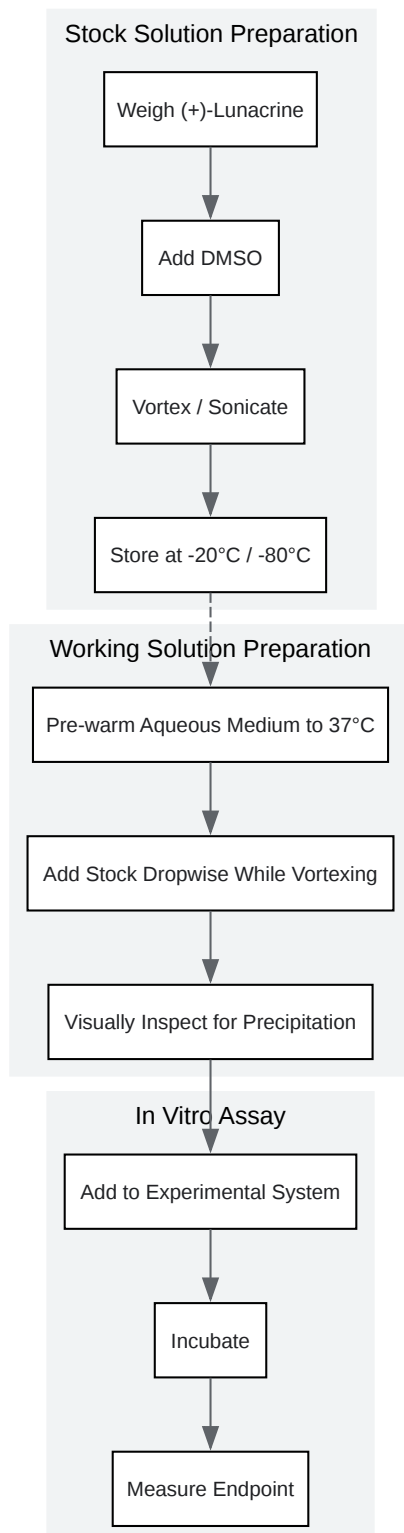 Stock Solution Preparation
Weigh (+)-Lunacrine
Add DMSO
Vortex / Sonicate
Store at -20°C / -80°C
Working Solution Preparation
Pre-warm Aqueous Medium to 37°C
Add Stock Dropwise While Vortexing
Visually Inspect for Precipitation
In Vitro Assay
Add to Experimental System
Incubate
Measure Endpoint